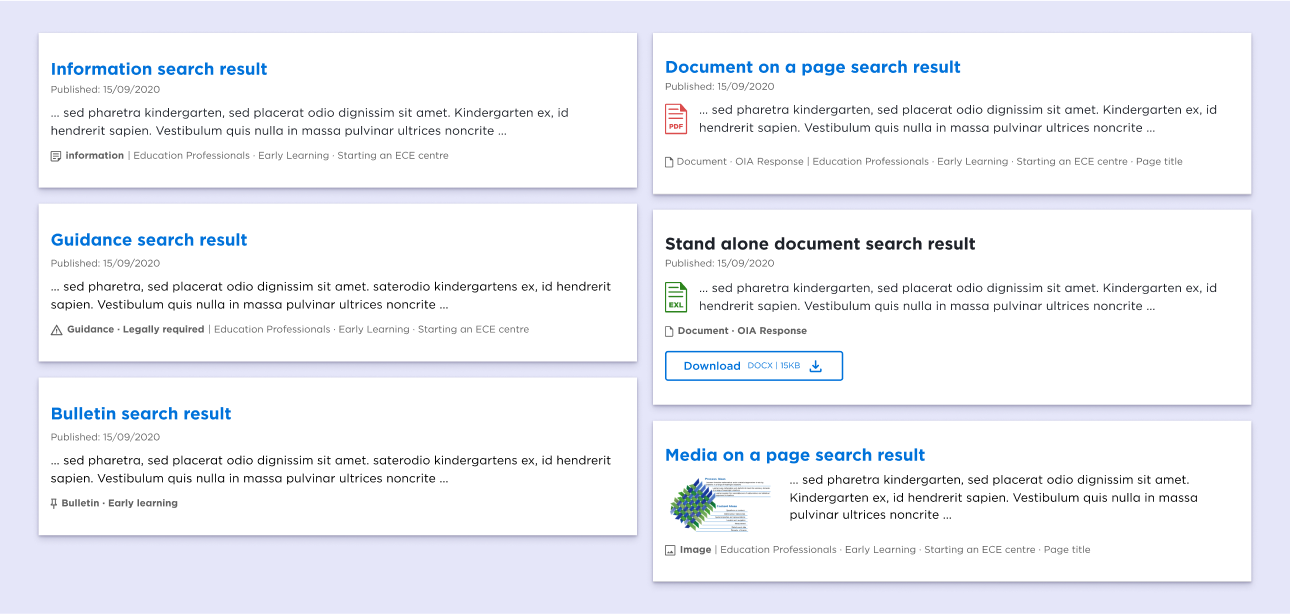 Information search result
Published: 15/09/2020
... sed pharetra kindergarten, sed placerat odio dignissim sit amet. Kindergarten ex, id
hendrerit sapien. Vestibulum quis nulla in massa pulvinar ultrices noncrite ...
information | Education Professionals · Early Learning · Starting an ECE centre
Guidance search result
Published: 15/09/2020
... sed pharetra, sed placerat odio dignissim sit amet. saterodio kindergartens ex, id hendrerit
sapien. Vestibulum quis nulla in massa pulvinar ultrices noncrite ...
Guidance · Legally required | Education Professionals · Early Learning · Starting an ECE centre
Bulletin search result
Published: 15/09/2020
... sed pharetra, sed placerat odio dignissim sit amet. saterodio kindergartens ex, id hendrerit
sapien. Vestibulum quis nulla in massa pulvinar ultrices noncrite ...
Bulletin · Early learning
Document on a page search result
Published: 15/09/2020
... sed pharetra kindergarten, sed placerat odio dignissim sit amet. Kindergarten ex, id
hendrerit sapien. Vestibulum quis nulla in massa pulvinar ultrices noncrite ...
PDF
Document · OIA Response | Education Professionals · Early Learning · Starting an ECE centre · Page title
Stand alone document search result
Published: 15/09/2020
... sed pharetra kindergarten, sed placerat odio dignissim sit amet. Kindergarten ex, id
hendrerit sapien. Vestibulum quis nulla in massa pulvinar ultrices noncrite ...
EXL
Document · OIA Response
Download DOCX | 15KB
Media on a page search result
... sed pharetra kindergarten, sed placerat odio dignissim sit amet.
Kindergarten ex, id hendrerit sapien. Vestibulum quis nulla in massa
pulvinar ultrices noncrite ...
Image | Education Professionals · Early Learning · Starting an ECE centre · Page title